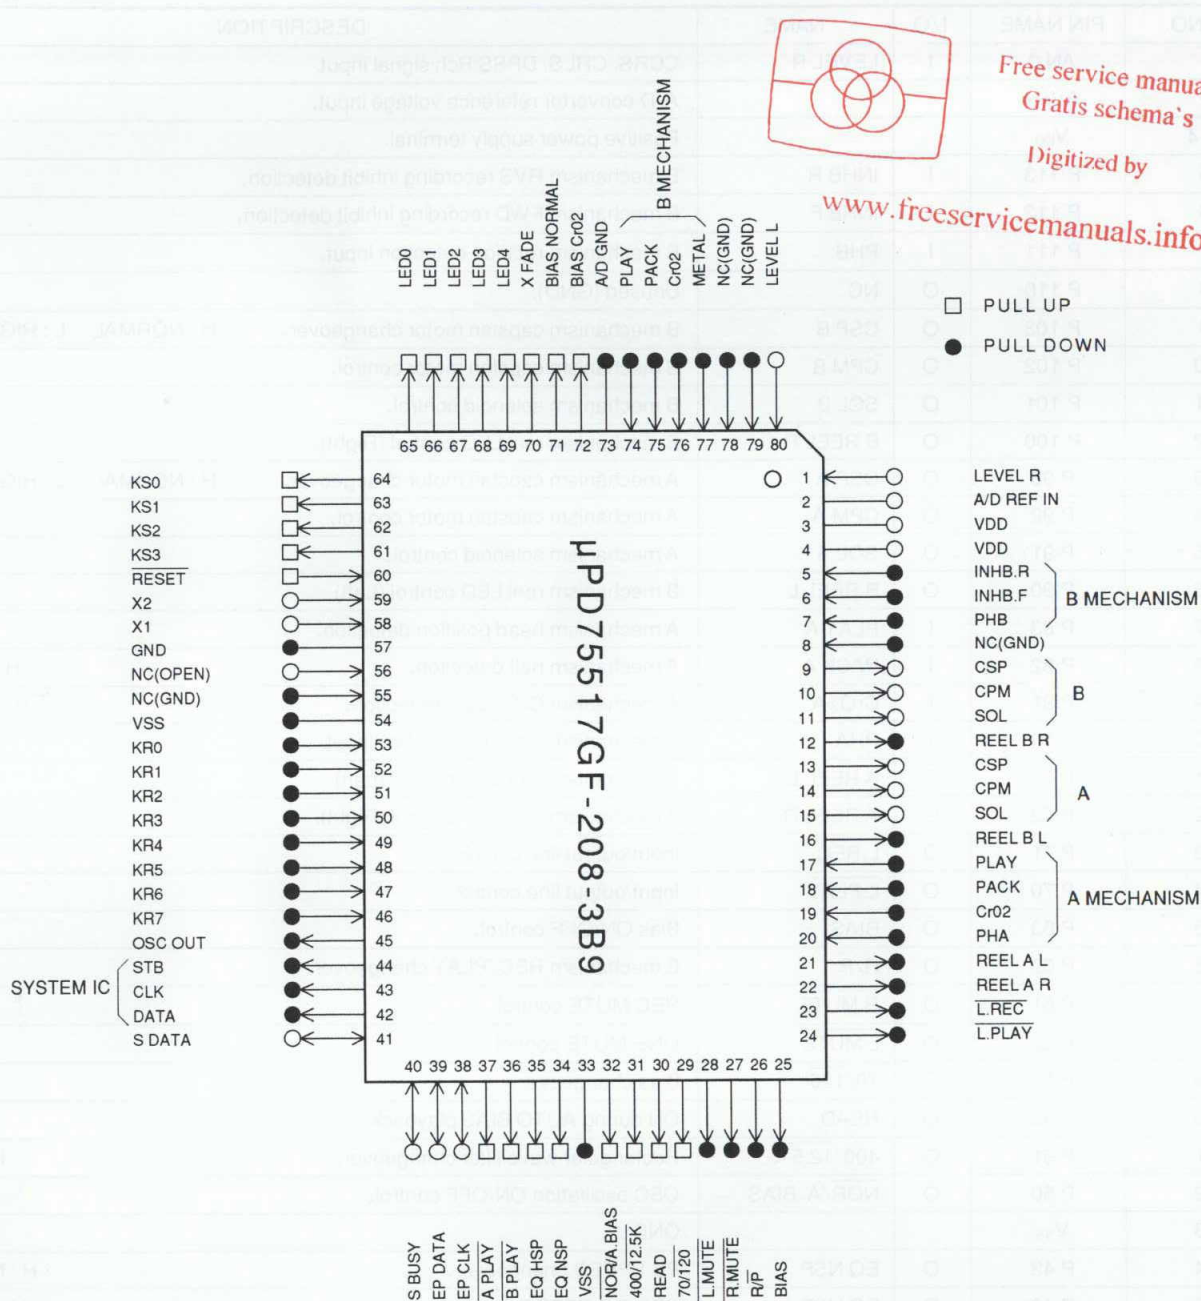 Free service manua
Gratis schema`s
Digitized by
www.freeservicemanuals.info
PULL UP
PULL DOWN
B MECHANISM
LED0
LED1
LED2
LED3
LED4
X FADE
BIAS NORMAL
BIAS Cr02
A/D(GND
PLAY
PACK
Cr02
METAL
NC(GND)
NC(GND)
LEVEL L
65 66 67 68 69 70 71 72 73 74 75 76 77 78 79 80
KS0 64
KS1 63
KS2 62
KS3 61
RESET 60
X2 59
X1 58
GND 57
NC(OPEN) 56
NC(GND) 55
VSS 54
KR0 53
KR1 52
KR2 51
KR3 50
KR4 49
KR5 48
KR6 47
KR7 46
OSC OUT 45
STB 44
SYSTEM IC
CLK 43
DATA 42
S DATA 41
µPD75517GF-208-3B9
1 LEVEL R
2 A/D REF IN
3 VDD
4 VDD
5 INHB.R
6 INHB.F
B MECHANISM
7 PHB
8 NC(GND)
9 CSP
10 CPM
B
11 SOL
12 REEL B R
13 CSP
14 CPM
A
15 SOL
16 REEL B L
17 PLAY
18 PACK
A MECHANISM
19 Cr02
20 PHA
21 REEL A L
22 REEL A R
23 L.REC
24 L.PLAY
40 39 38 37 36 35 34 33 32 31 30 29 28 27 26 25
S BUSY
EP DATA
EP CLK
A PLAY
B PLAY
EQ HSP
EQ NSP
VSS
NOR/A.BIAS
400/12.5K
READ
70/120
L.MUTE
R.MUTE
R/P
BIAS